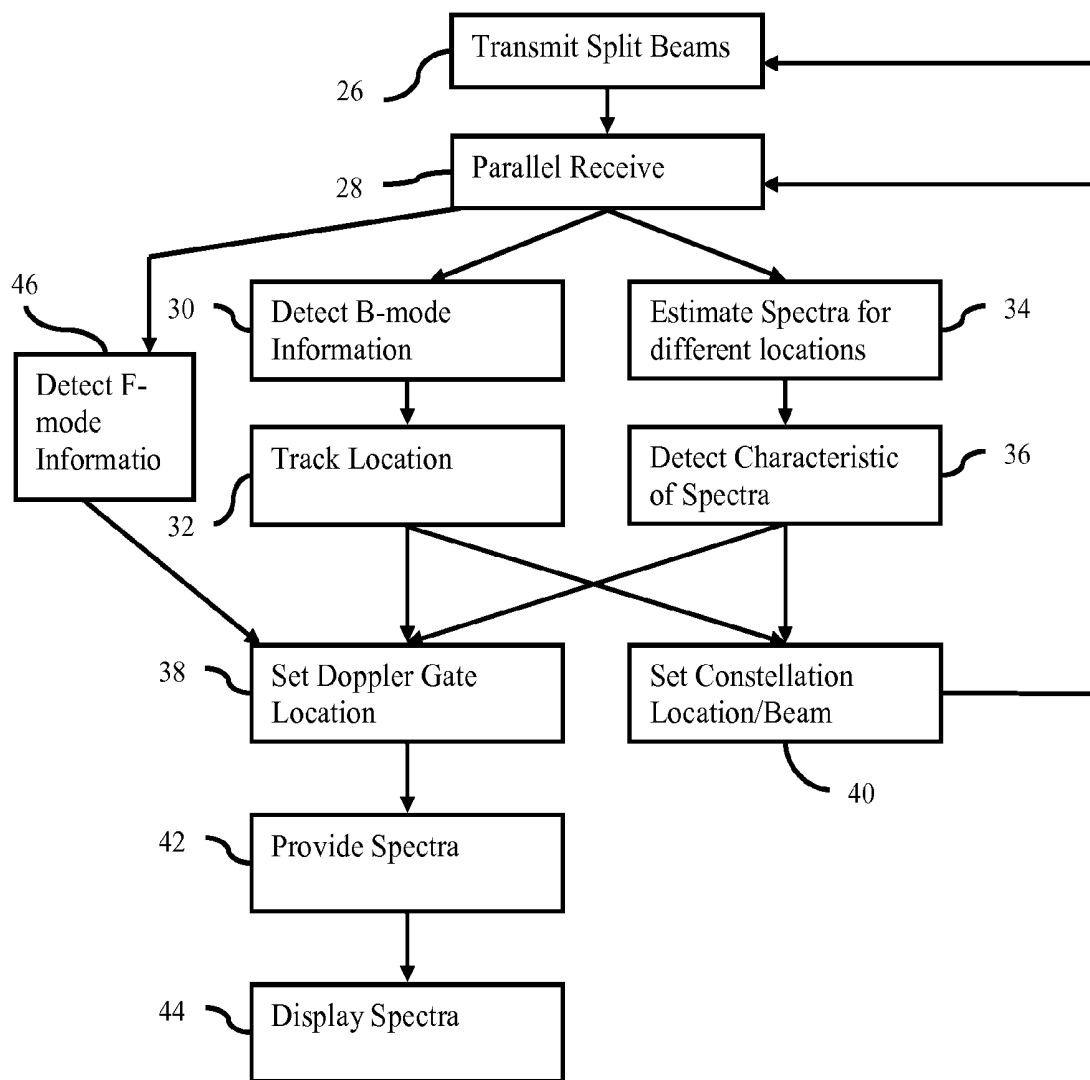 Transmit Split Beams
26
Parallel Receive
28
46
30
Detect B-mode
Information
Estimate Spectra for
different locations
34
Detect F-
mode
Informatio
Track Location
32
Detect Characteristic
of Spectra
36
38
Set Doppler Gate
Location
Set Constellation
Location/Beam
40
42
Provide Spectra
44
Display Spectra